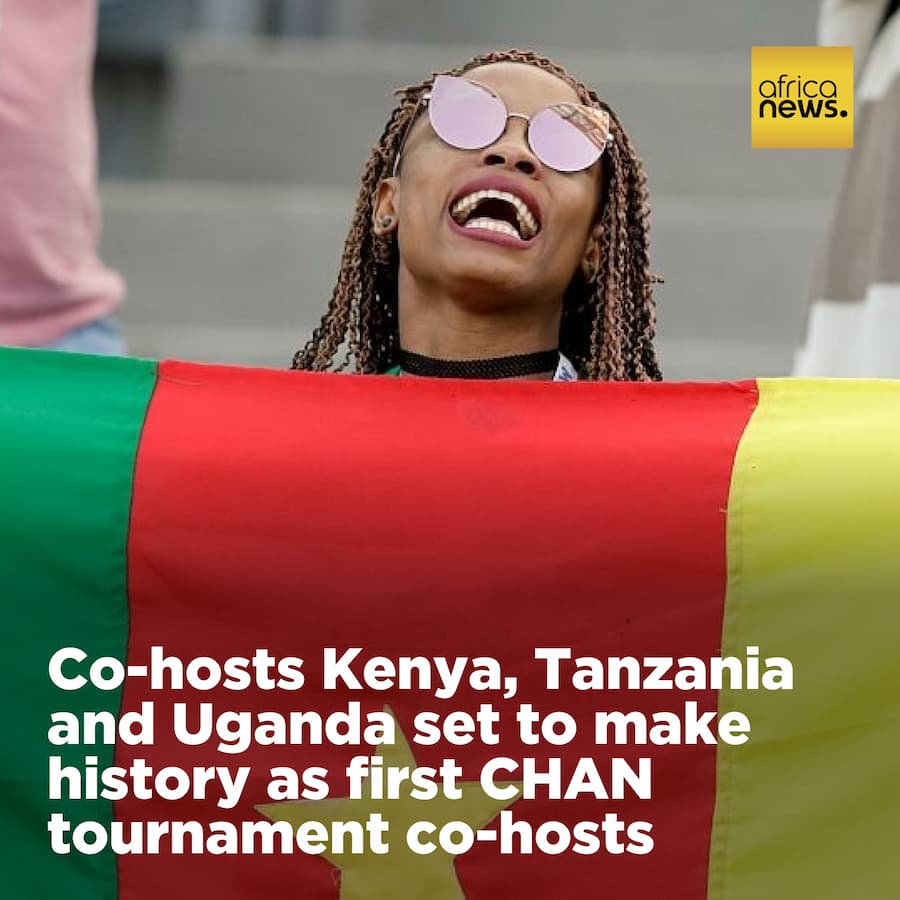 africa
news.
Co-hosts Kenya, Tanzania
and Uganda set to make
history as first CHAN
tournament co-hosts